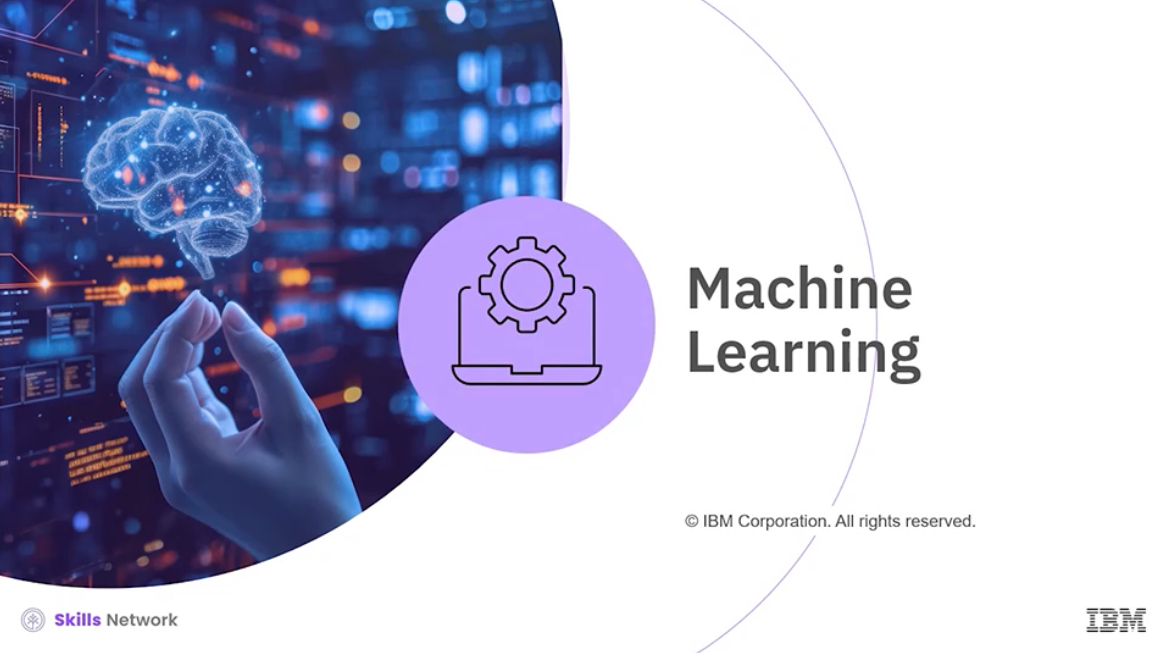 Machine
Learning
© IBM Corporation. All rights reserved.
Skills Network
IBM